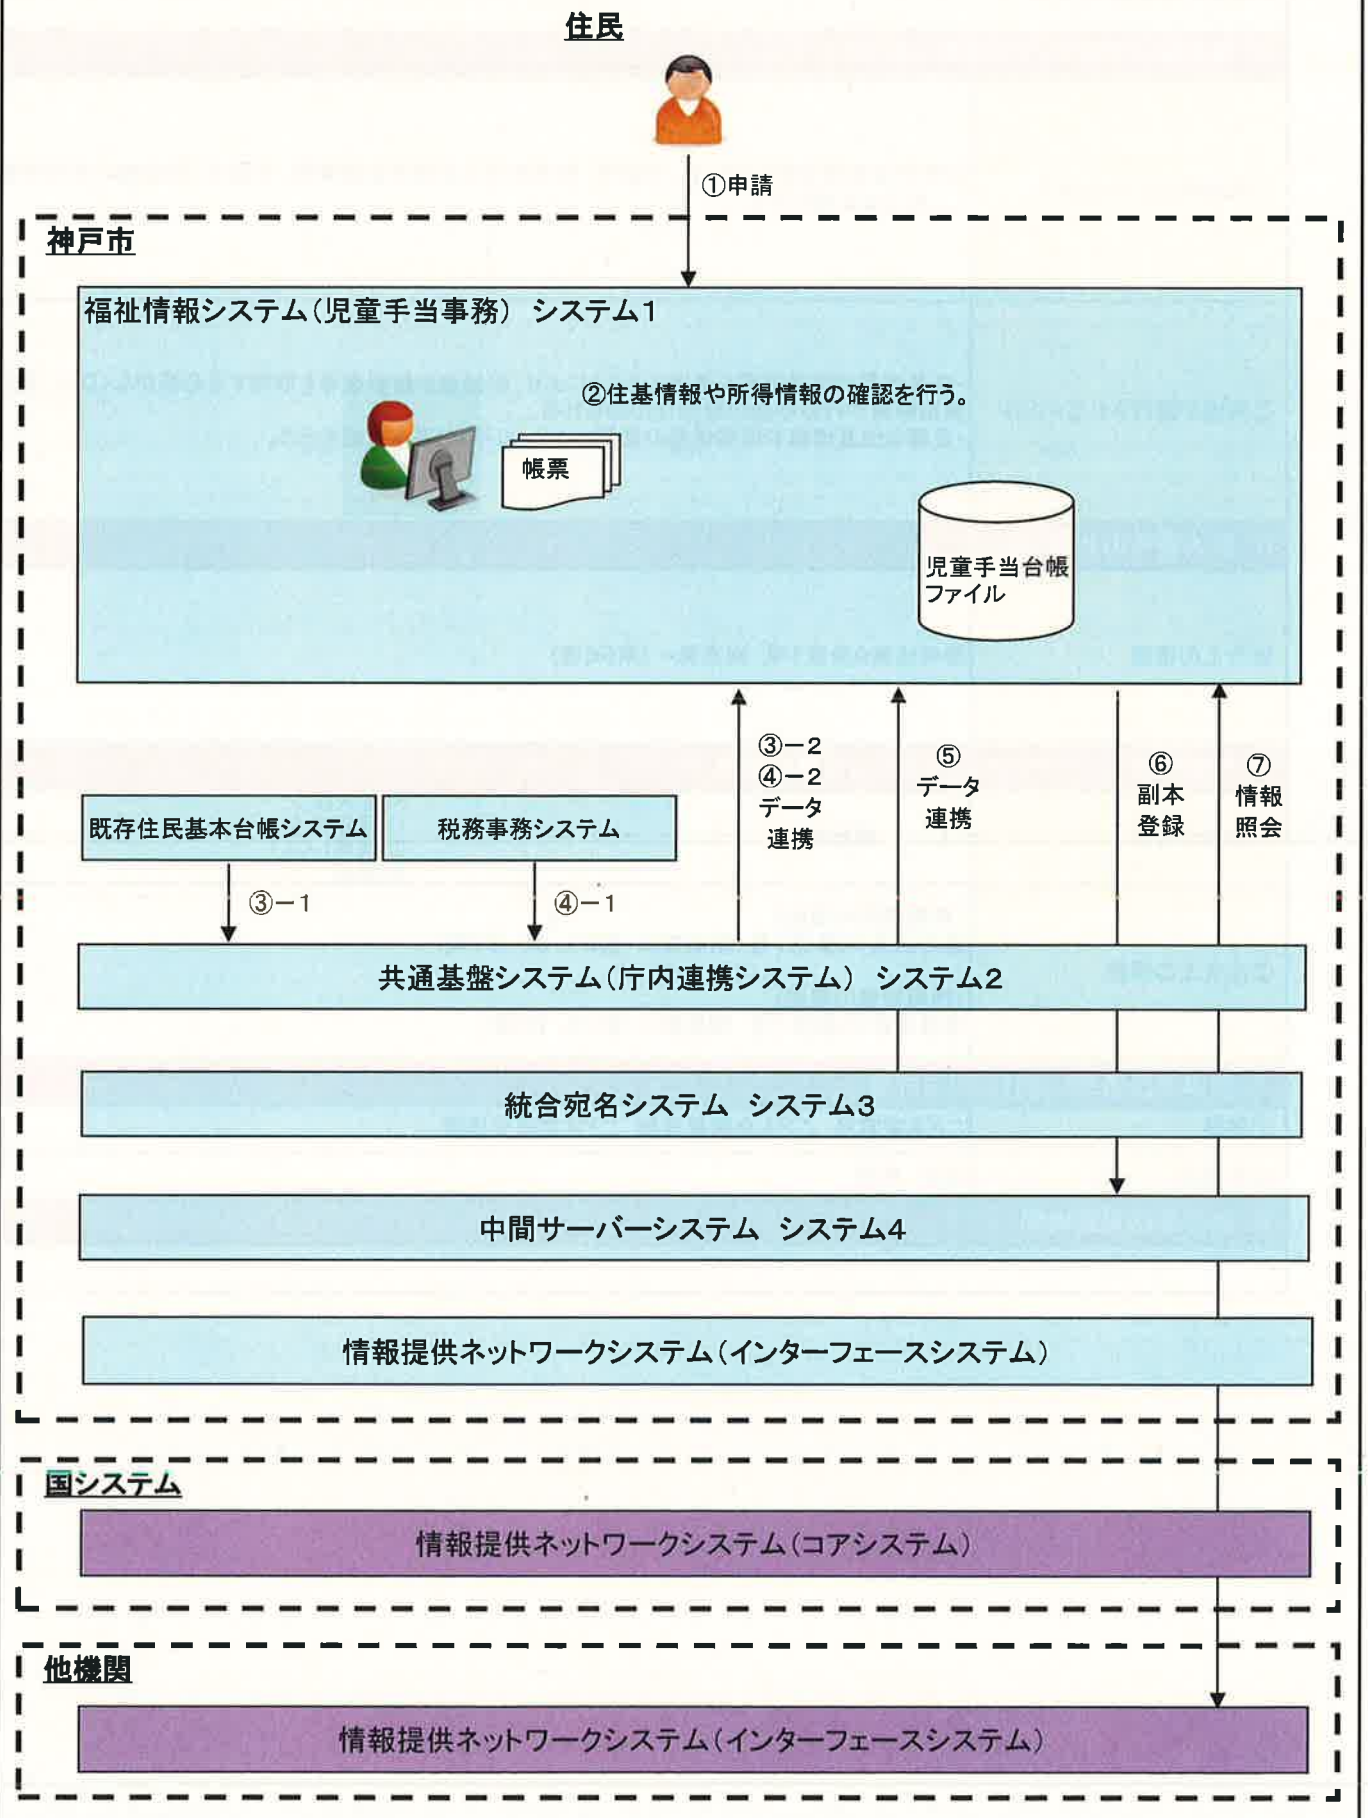 住民
①申請
神戸市
福祉情報システム(児童手当事務) システム1
②住基情報や所得情報の確認を行う。
帳票
児童手当台帳
ファイル
③－2
④－2
データ
連携
⑤
データ
連携
⑥
副本
登録
⑦
情報
照会
既存住民基本台帳システム
税務事務システム
③－1
④－1
共通基盤システム(庁内連携システム) システム2
統合宛名システム システム3
中間サーバーシステム システム4
情報提供ネットワークシステム(インターフェースシステム)
国システム
情報提供ネットワークシステム(コアシステム)
他機関
情報提供ネットワークシステム(インターフェースシステム)